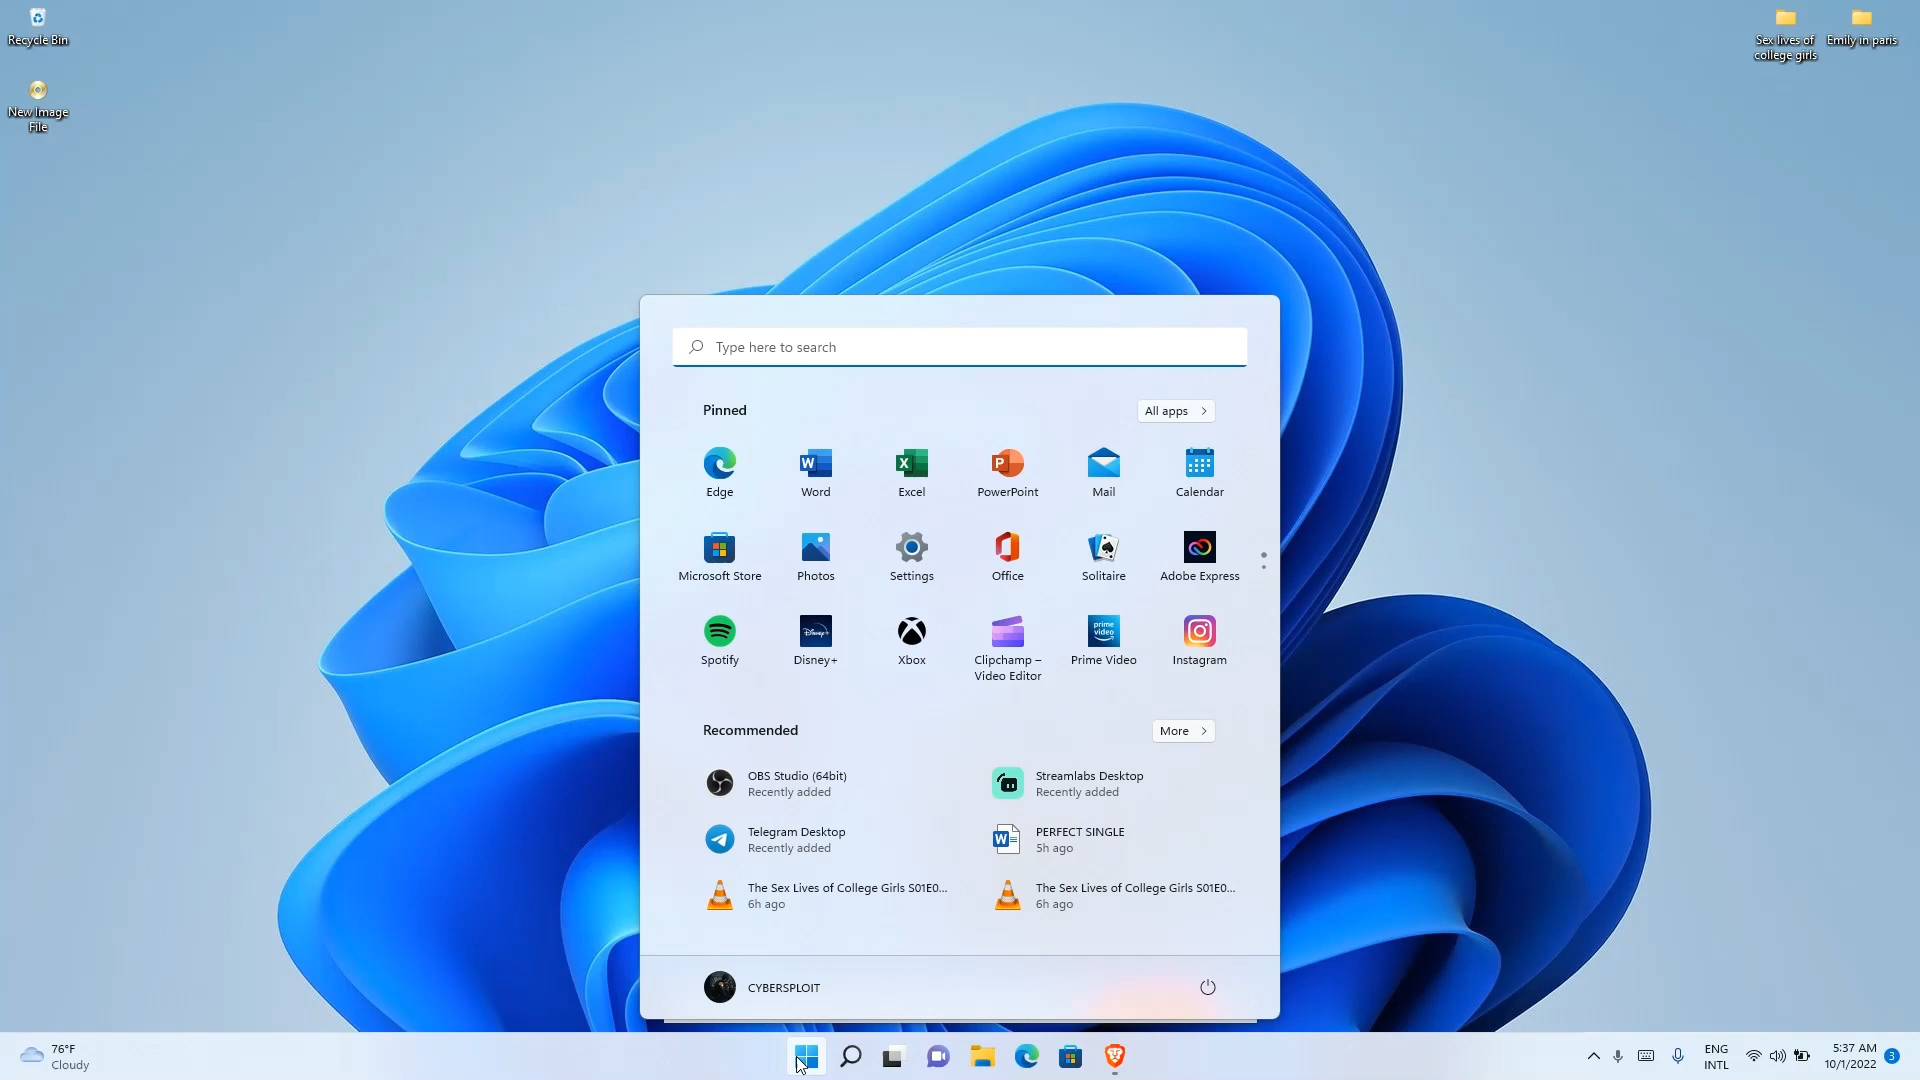 Recycle Bin
New Image
File
Sex lives of
college girls
Emily in paris
Type here to search
Pinned
All apps
Edge
Word
Excel
PowerPoint
Mail
Calendar
Microsoft Store
Photos
Settings
Office
Solitaire
Adobe Express
Spotify
Disney+
Xbox
Clipchamp –
Video Editor
prime
video
Prime Video
Instagram
Recommended
More
OBS Studio (64bit)
Recently added
Streamlabs Desktop
Recently added
Telegram Desktop
Recently added
PERFECT SINGLE
5h ago
The Sex Lives of College Girls S01E0...
6h ago
The Sex Lives of College Girls S01E0...
6h ago
CYBERSPLOIT
76°F
Cloudy
ENG
INTL
5:37 AM
10/1/2022
3